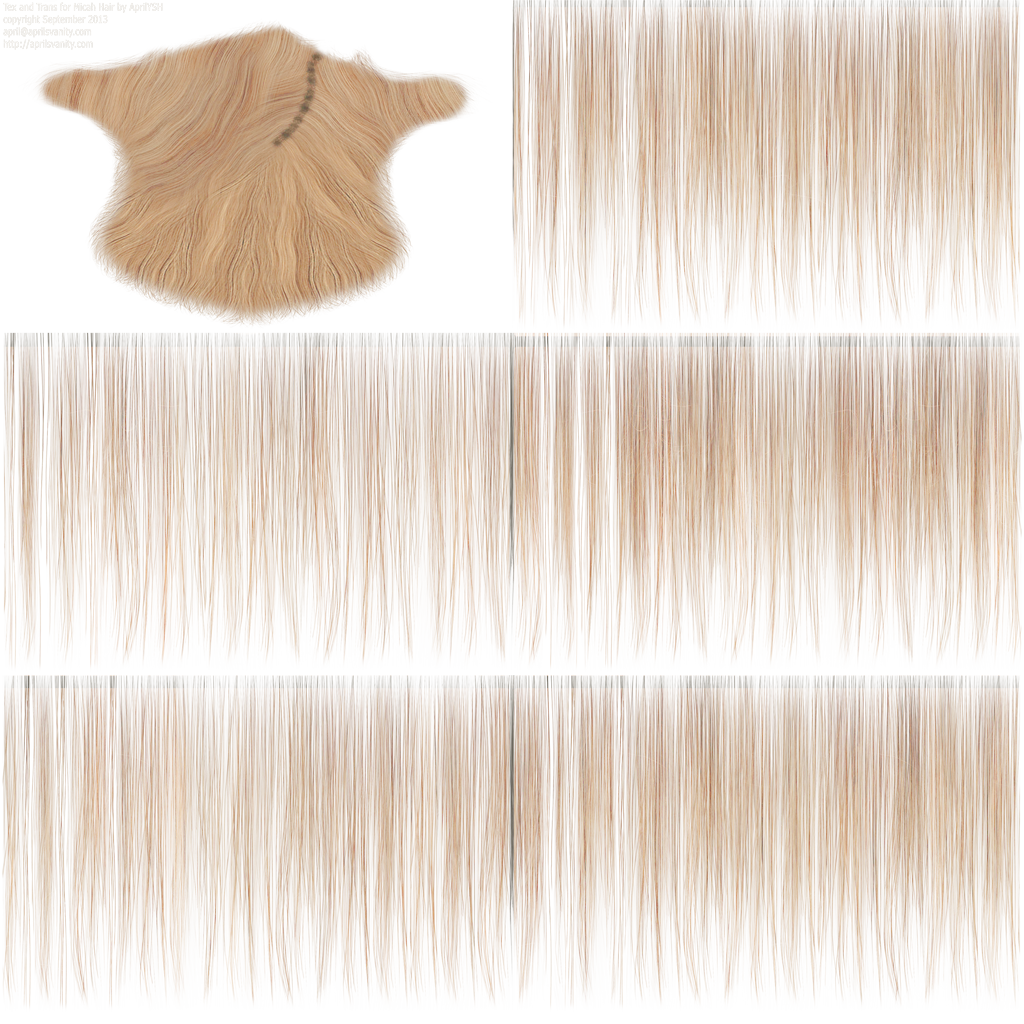 Tex and Trans for Micah Hair by AprilYSH
copyright September 2013
april@aprilsvanity.com
http://aprilsvanity.com